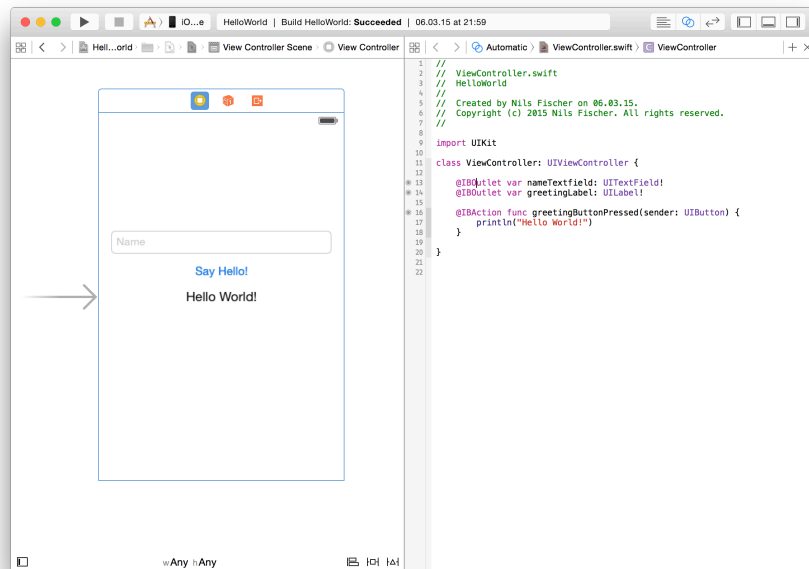 iO...e
HelloWorld | Build HelloWorld: Succeeded | 06.03.15 at 21:59
Hell...orld
View Controller Scene
View Controller
Automatic
ViewController.swift
C ViewController
Name
Say Hello!
Hello World!
wAny hAny
1 //
2 // ViewController.swift
3 // HelloWorld
4 //
5 // Created by Nils Fischer on 06.03.15.
6 // Copyright (c) 2015 Nils Fischer. All rights reserved.
7 //
8
9 import UIKit
10
11 class ViewController: UIViewController {
12
13 @IBOutlet var nameTextfield: UITextField!
14 @IBOutlet var greetingLabel: UILabel!
15
16 @IBAction func greetingButtonPressed(sender: UIButton) {
17 println("Hello World!")
18 }
19
20 }
21
22